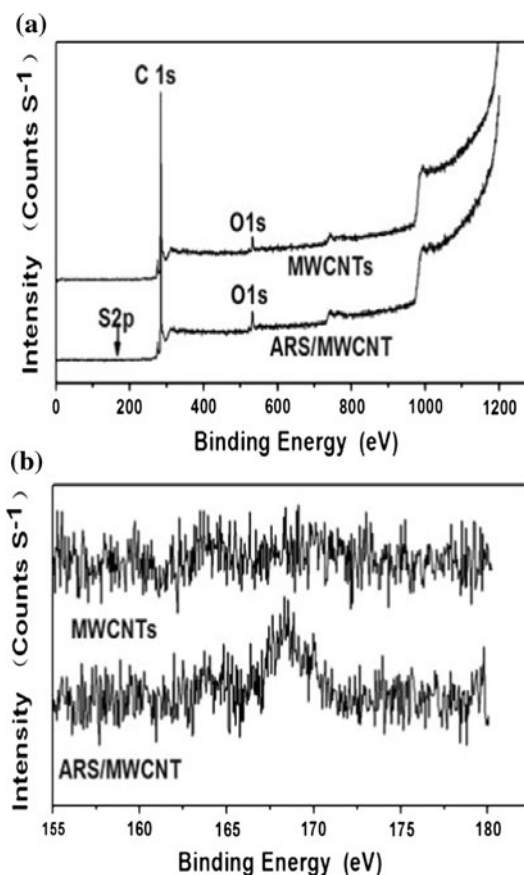 (a)
Intensity (Counts S⁻¹)
C 1s
O1s
MWCNTs
S2p
O1s
ARS/MWCNT
0 200 400 600 800 1000 1200
Binding Energy (eV)
(b)
Intensity (Counts S⁻¹)
MWCNTs
ARS/MWCNT
155 160 165 170 175 180
Binding Energy (eV)